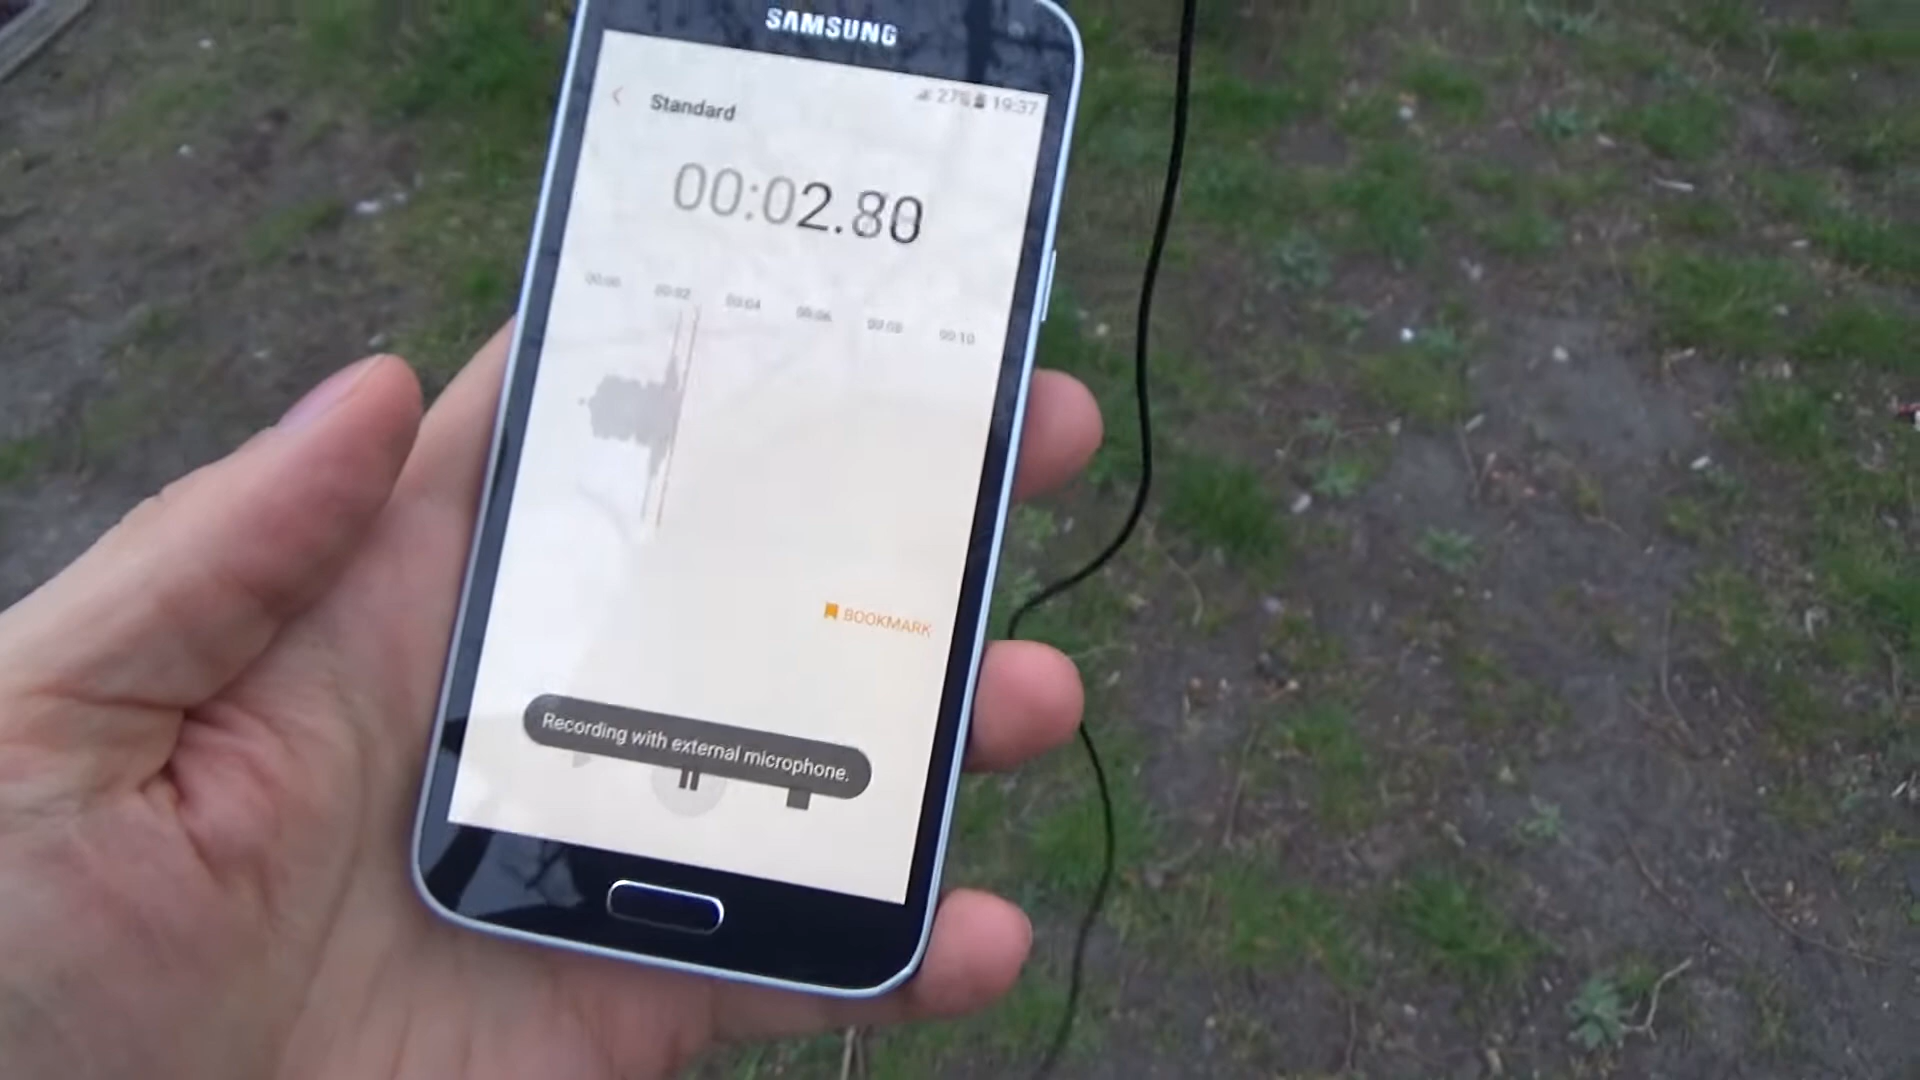 SAMSUNG
27% 19:37
Standard
00:02.80
00:00 00:02 00:04 00:06 00:08 00:10
BOOKMARK
Recording with external microphone.